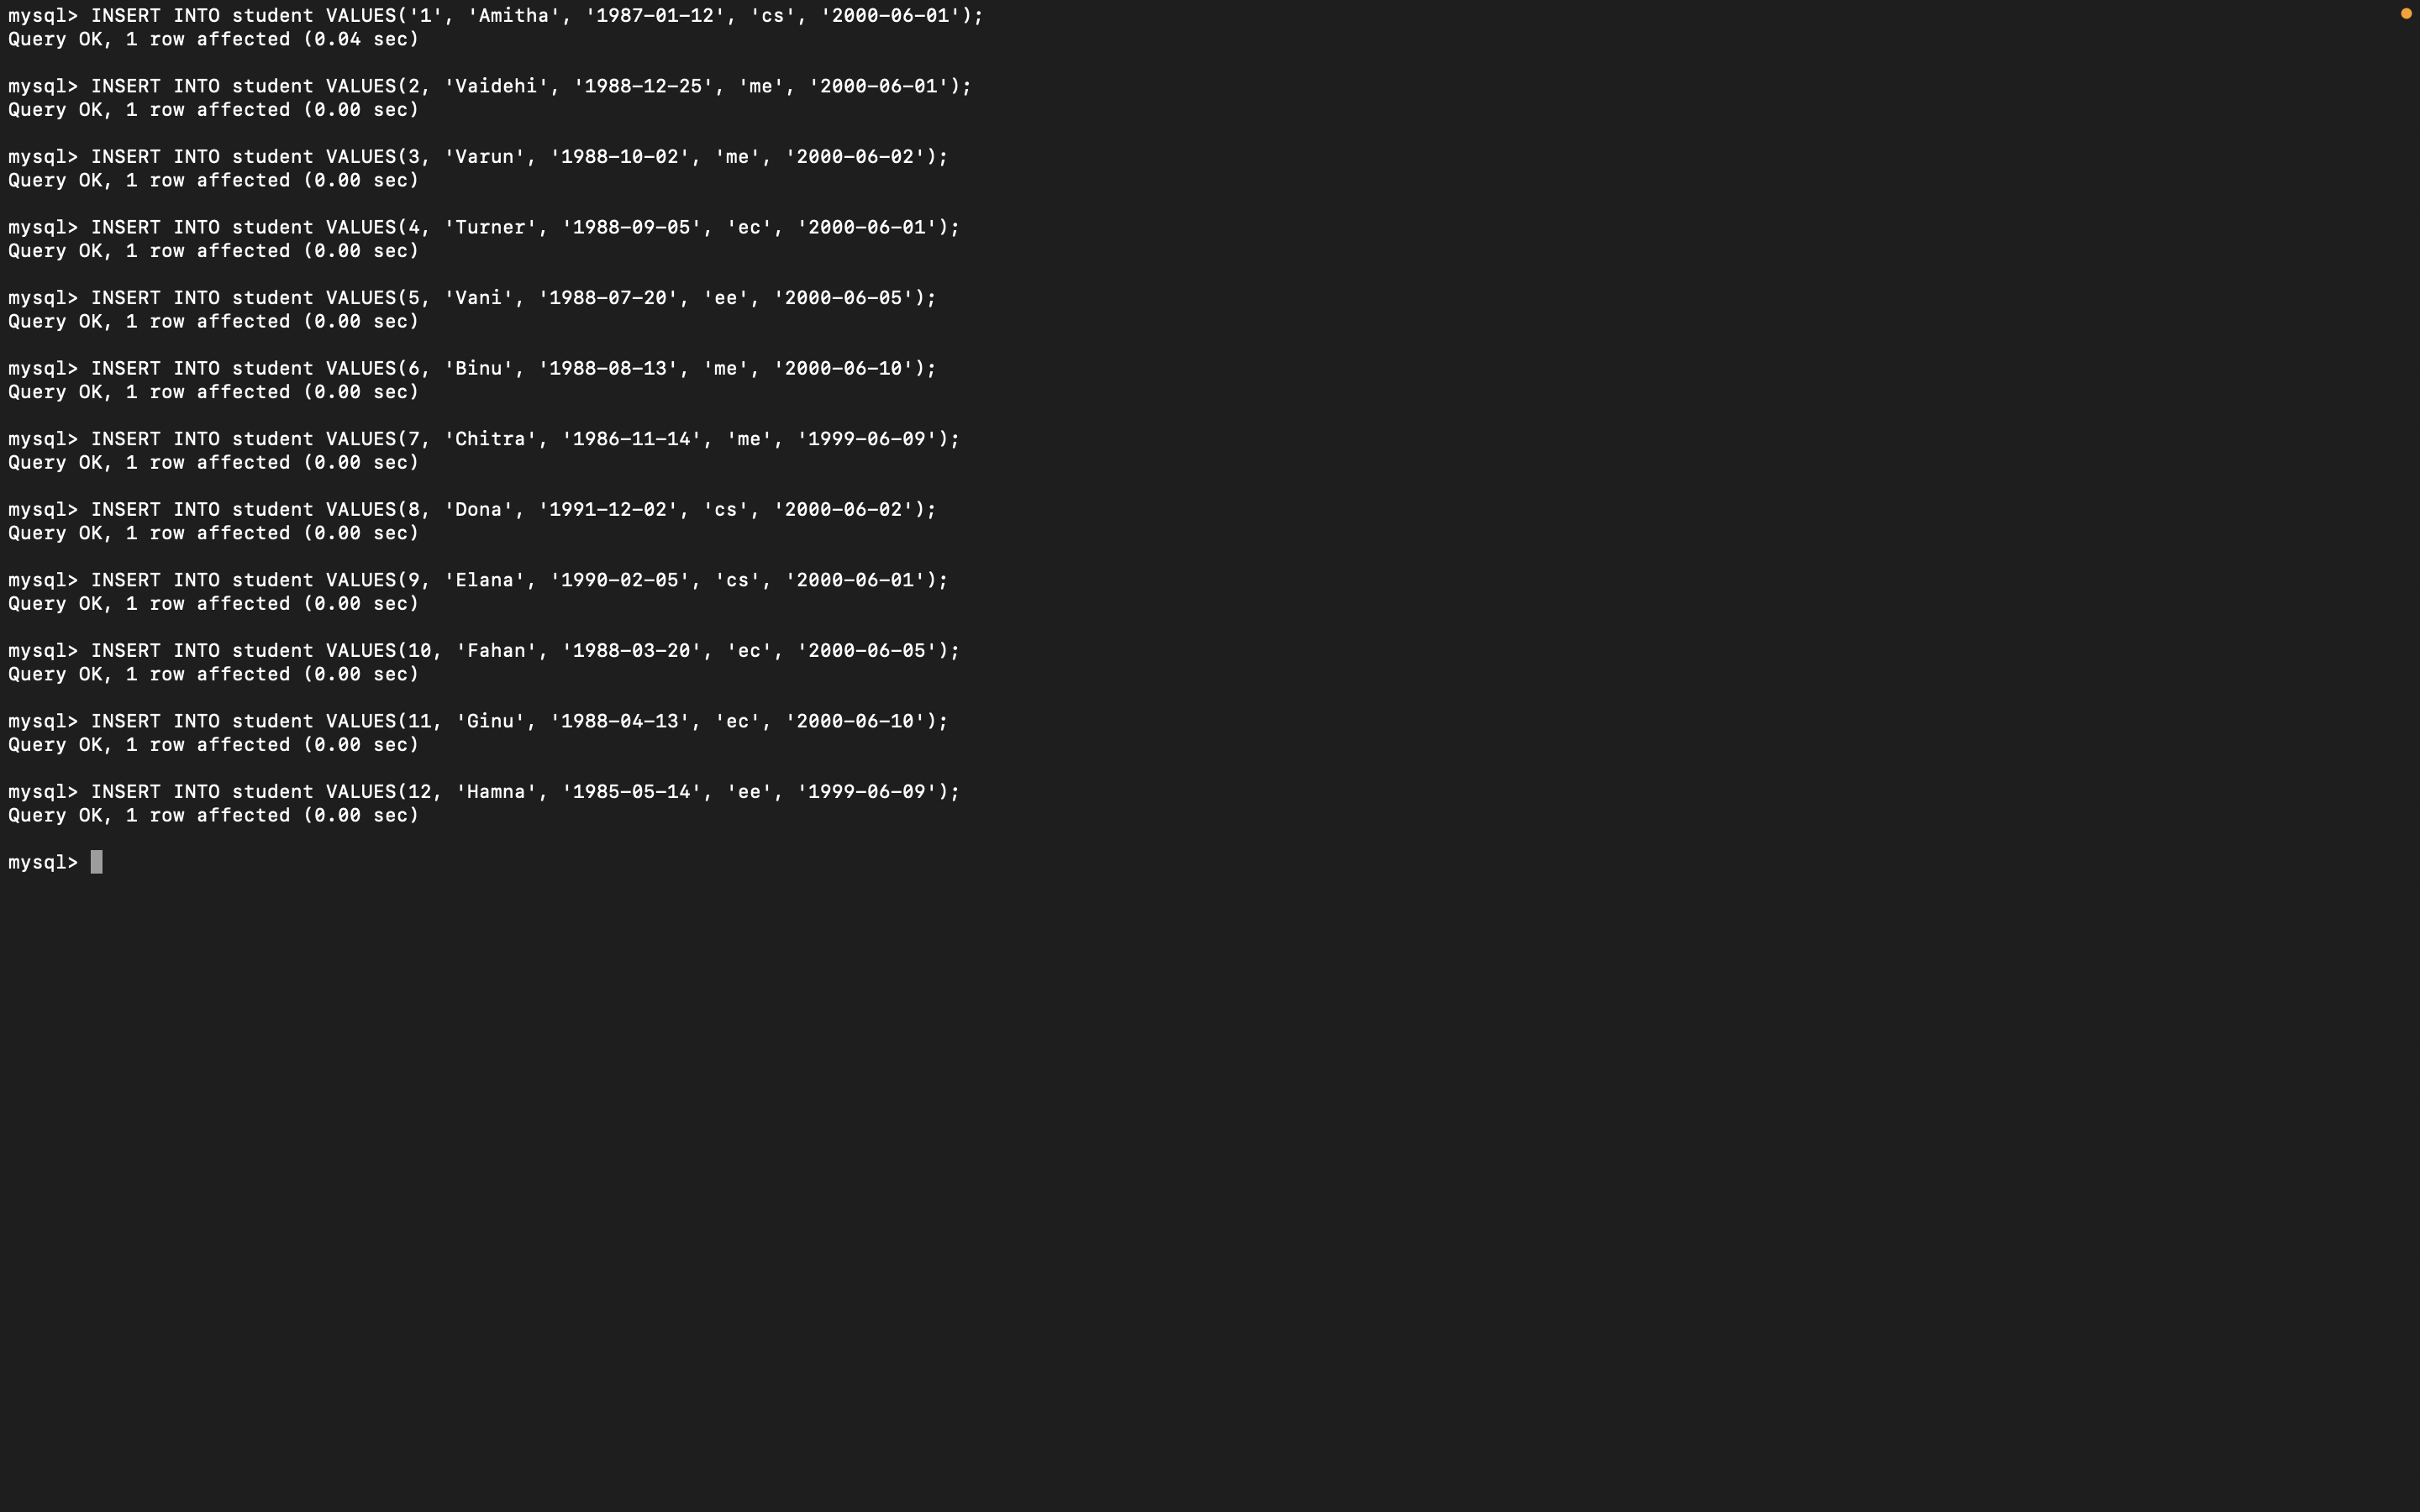 mysql> INSERT INTO student VALUES('1', 'Amitha', '1987-01-12', 'cs', '2000-06-01');
Query OK, 1 row affected (0.04 sec)
mysql> INSERT INTO student VALUES(2, 'Vaidehi', '1988-12-25', 'me', '2000-06-01');
Query OK, 1 row affected (0.00 sec)
mysql> INSERT INTO student VALUES(3, 'Varun', '1988-10-02', 'me', '2000-06-02');
Query OK, 1 row affected (0.00 sec)
mysql> INSERT INTO student VALUES(4, 'Turner', '1988-09-05', 'ec', '2000-06-01');
Query OK, 1 row affected (0.00 sec)
mysql> INSERT INTO student VALUES(5, 'Vani', '1988-07-20', 'ee', '2000-06-05');
Query OK, 1 row affected (0.00 sec)
mysql> INSERT INTO student VALUES(6, 'Binu', '1988-08-13', 'me', '2000-06-10');
Query OK, 1 row affected (0.00 sec)
mysql> INSERT INTO student VALUES(7, 'Chitra', '1986-11-14', 'me', '1999-06-09');
Query OK, 1 row affected (0.00 sec)
mysql> INSERT INTO student VALUES(8, 'Dona', '1991-12-02', 'cs', '2000-06-02');
Query OK, 1 row affected (0.00 sec)
mysql> INSERT INTO student VALUES(9, 'Elana', '1990-02-05', 'cs', '2000-06-01');
Query OK, 1 row affected (0.00 sec)
mysql> INSERT INTO student VALUES(10, 'Fahan', '1988-03-20', 'ec', '2000-06-05');
Query OK, 1 row affected (0.00 sec)
mysql> INSERT INTO student VALUES(11, 'Ginu', '1988-04-13', 'ec', '2000-06-10');
Query OK, 1 row affected (0.00 sec)
mysql> INSERT INTO student VALUES(12, 'Hamna', '1985-05-14', 'ee', '1999-06-09');
Query OK, 1 row affected (0.00 sec)
mysql>